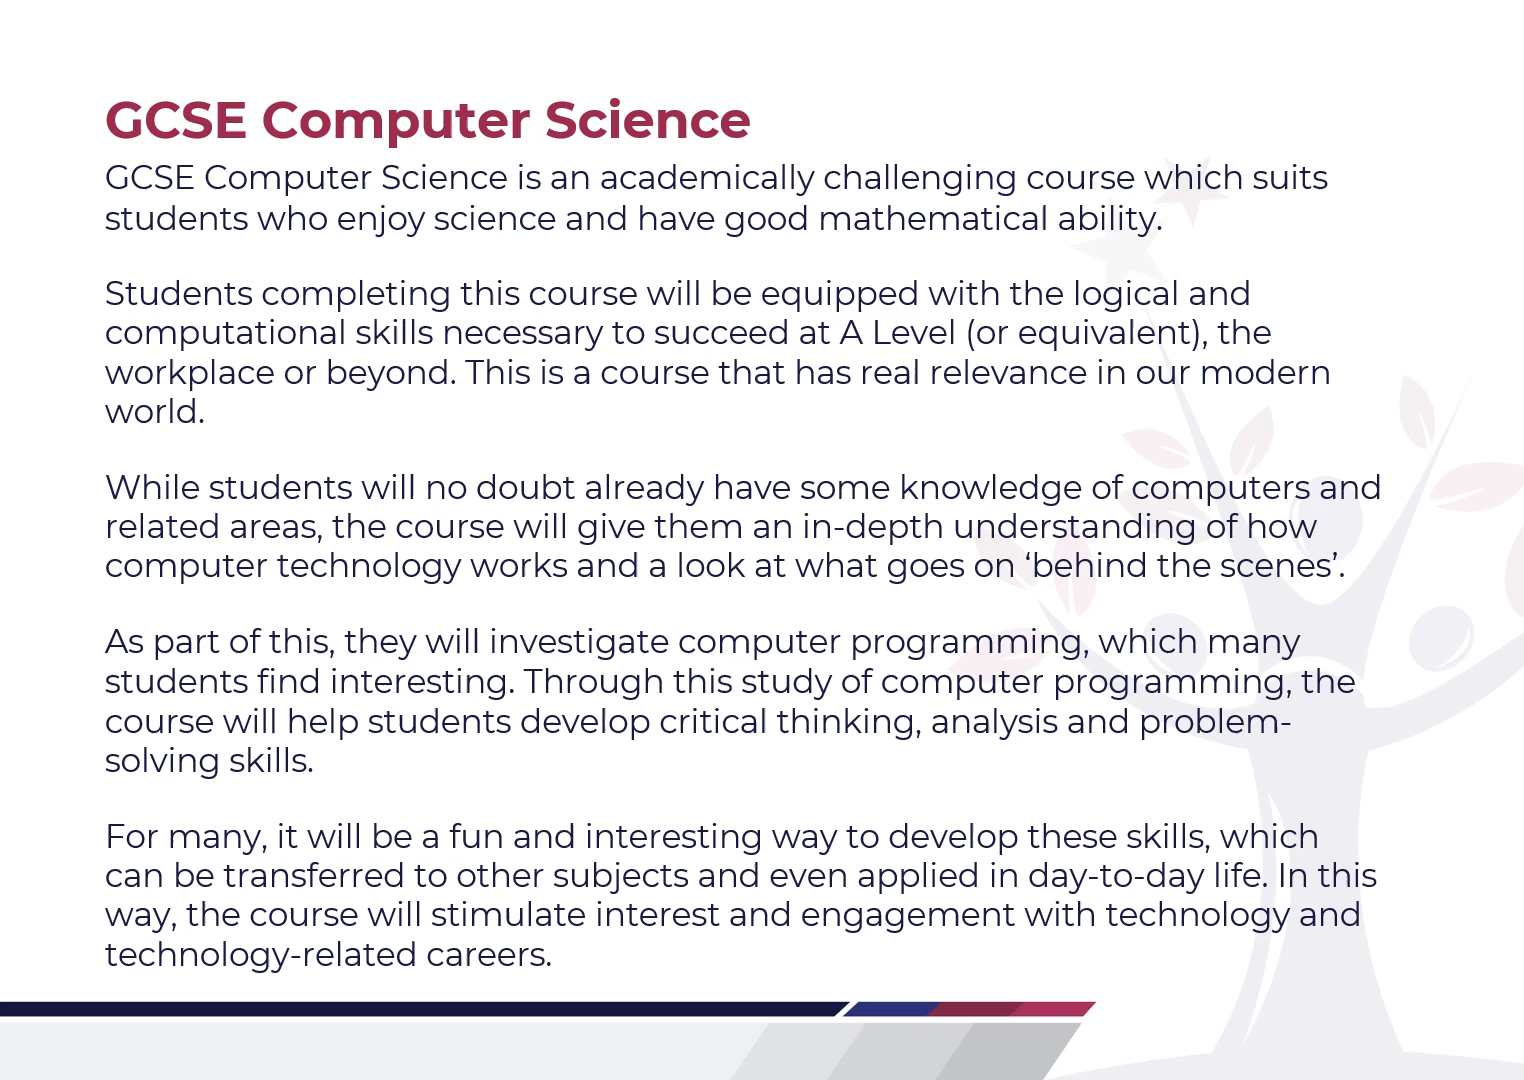 GCSE Computer Science
GCSE Computer Science is an academically challenging course which suits
students who enjoy science and have good mathematical ability.
Students completing this course will be equipped with the logical and
computational skills necessary to succeed at A Level (or equivalent), the
workplace or beyond. This is a course that has real relevance in our modern
world.
While students will no doubt already have some knowledge of computers and
related areas, the course will give them an in-depth understanding of how
computer technology works and a look at what goes on ‘behind the scenes’.
As part of this, they will investigate computer programming, which many
students find interesting. Through this study of computer programming, the
course will help students develop critical thinking, analysis and problem-
solving skills.
For many, it will be a fun and interesting way to develop these skills, which
can be transferred to other subjects and even applied in day-to-day life. In this
way, the course will stimulate interest and engagement with technology and
technology-related careers.